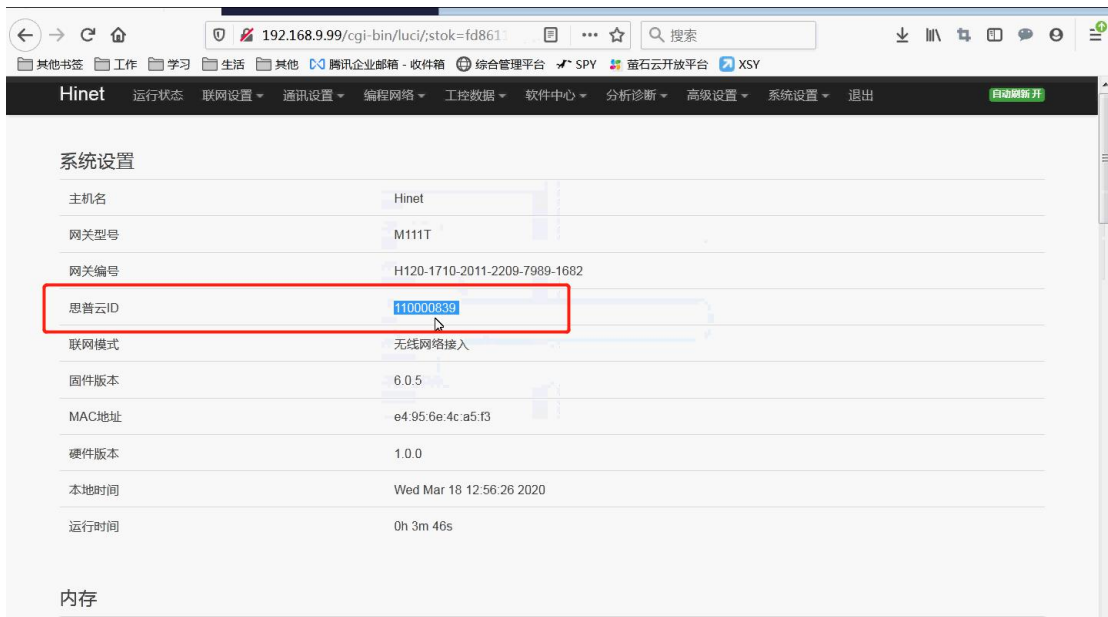 192.168.9.99/cgi-bin/luci/;stok=fd861
搜索
其他书签 工作 学习 生活 其他 腾讯企业邮箱 - 收件箱 综合管理平台 SPY 萤石云开放平台 XSY
Hinet 运行状态 联网设置 通讯设置 编程网络 工控数据 软件中心 分析诊断 高级设置 系统设置 退出 自动刷新 开
系统设置
主机名 Hinet
网关型号 M111T
网关编号 H120-1710-2011-2209-7989-1682
思普云ID 110000839
联网模式 无线网络接入
固件版本 6.0.5
MAC地址 e4:95:6e:4c:a5:f3
硬件版本 1.0.0
本地时间 Wed Mar 18 12:56:26 2020
运行时间 0h 3m 46s
内存